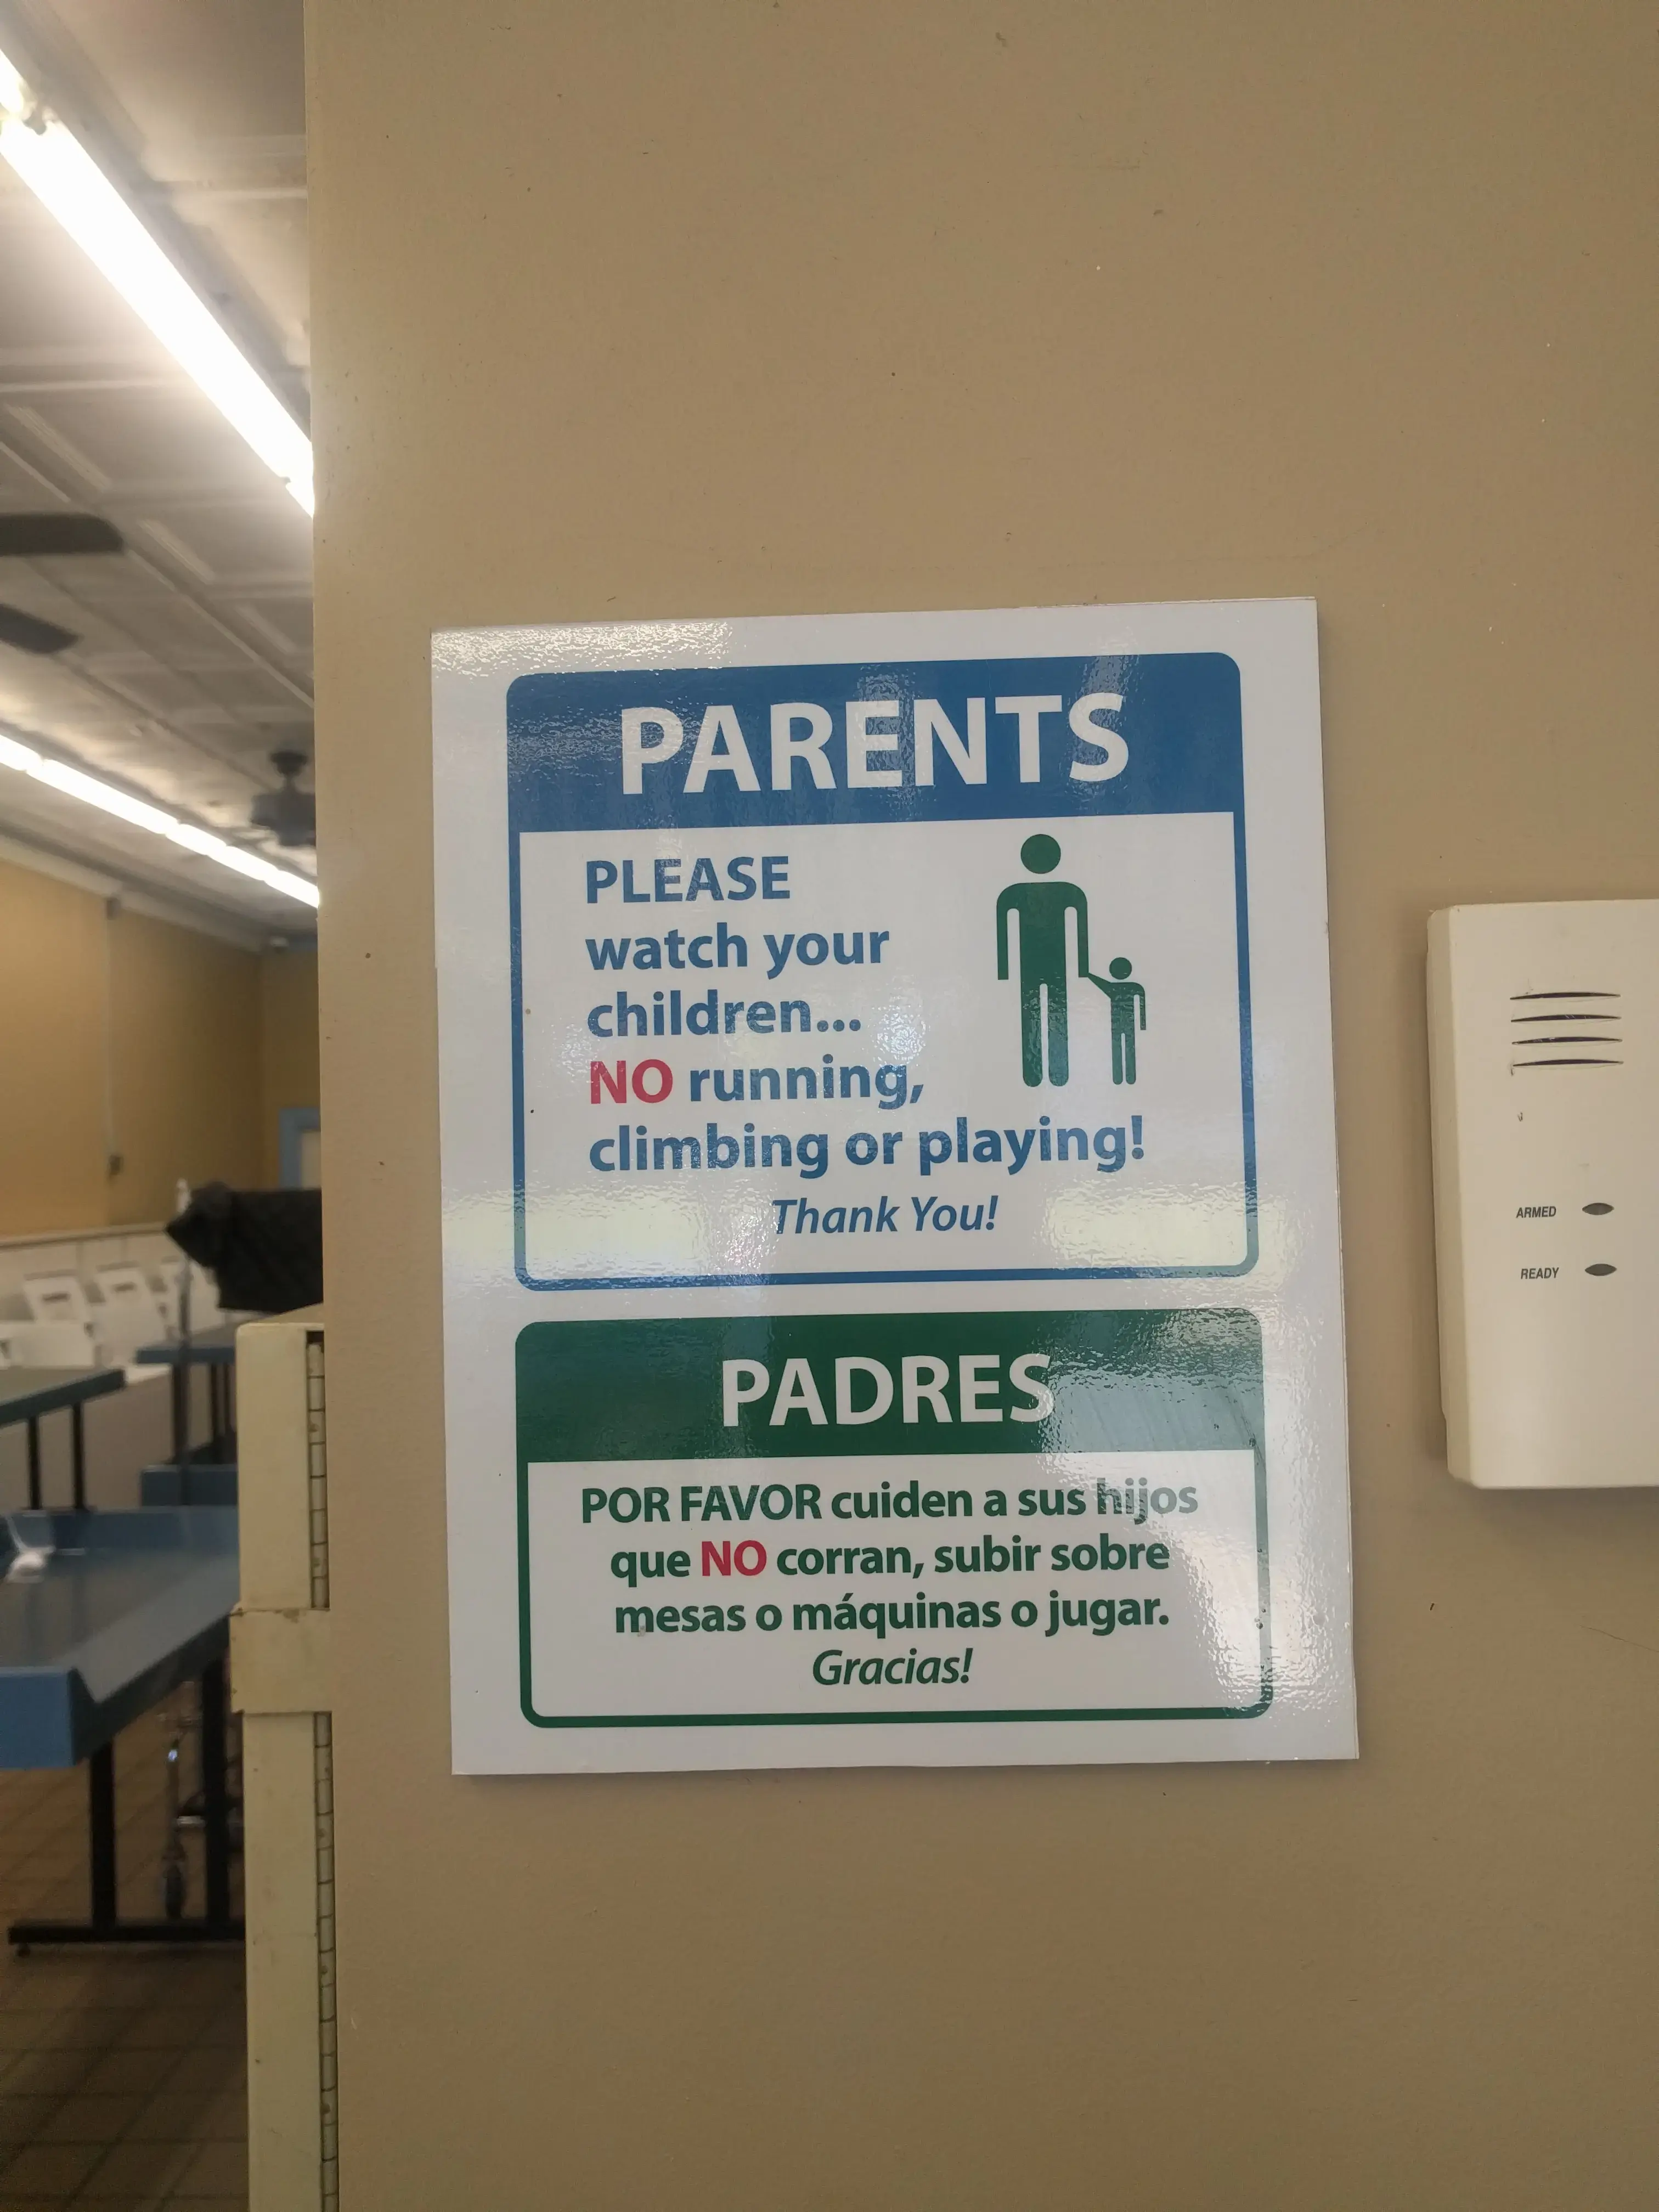 PARENTS
PLEASE
watch your
children...
NO running,
climbing or playing!
Thank You!
PADRES
POR FAVOR cuiden a sus hijos
que NO corran, subir sobre
mesas o máquinas o jugar.
Gracias!
ARMED
READY